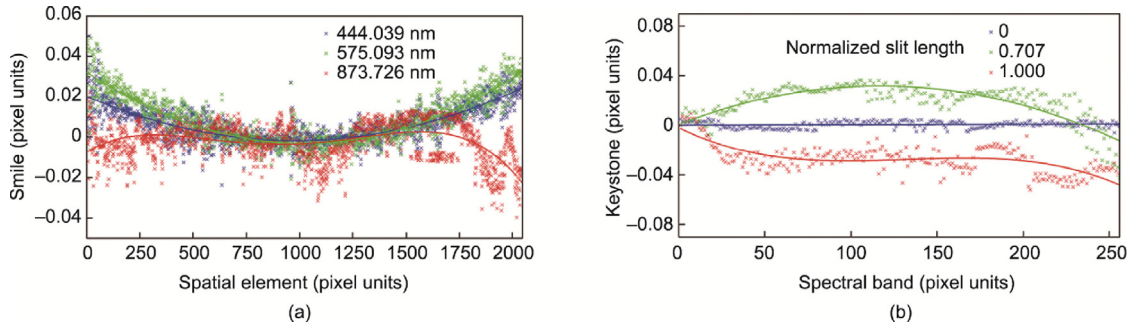 0.06
0.04
0.02
0
−0.02
−0.04
Smile (pixel units)
× 444.039 nm
× 575.093 nm
× 873.726 nm
0 250 500 750 1000 1250 1500 1750 2000
Spatial element (pixel units)
(a)
0.08
0.04
0
−0.04
−0.08
Keystone (pixel units)
Normalized slit length
× 0
× 0.707
× 1.000
0 50 100 150 200 250
Spectral band (pixel units)
(b)